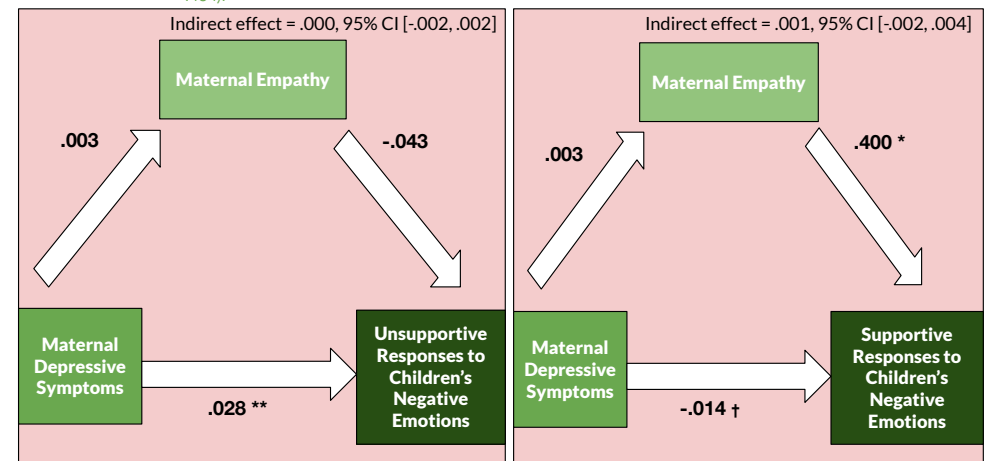 Indirect effect = .000, 95% CI [-.002, .002]
Maternal Empathy
.003
-.043
Maternal
Depressive
Symptoms
.028 **
Unsupportive
Responses to
Children's
Negative
Emotions
Indirect effect = .001, 95% CI [-.002, .004]
Maternal Empathy
.003
.400 *
Maternal
Depressive
Symptoms
-.014 †
Supportive
Responses to
Children's
Negative
Emotions